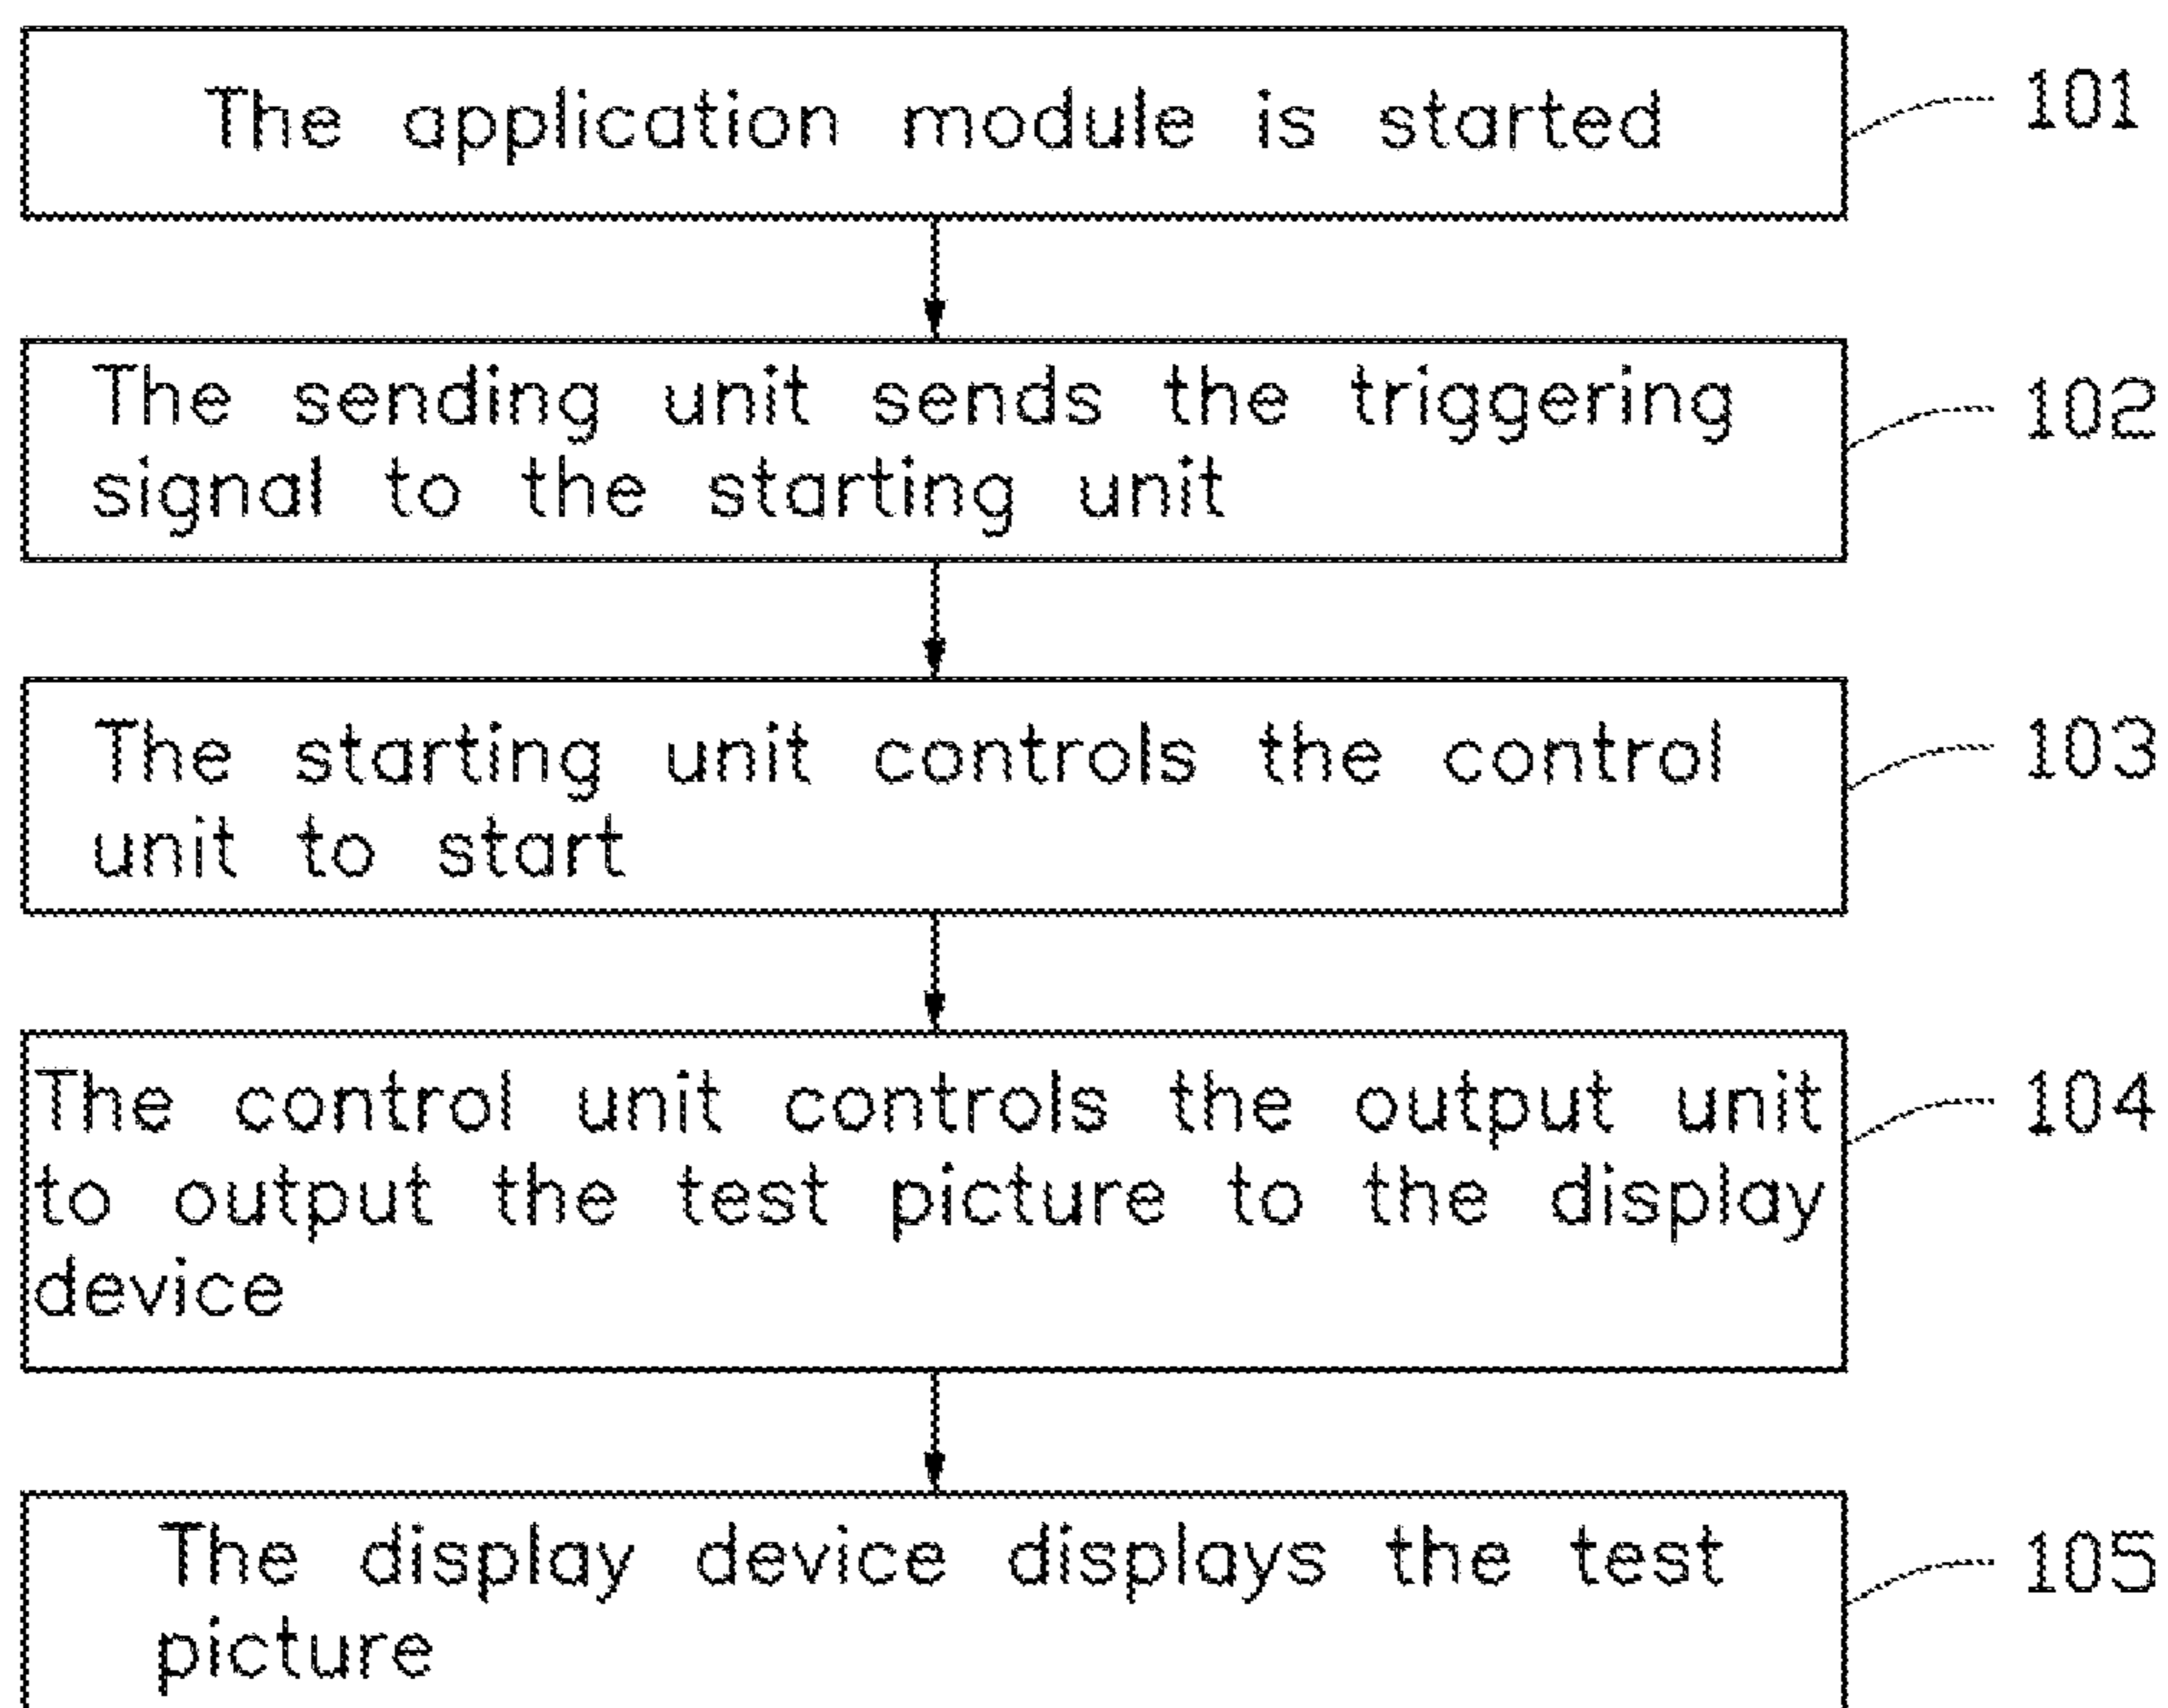 The application module is started
101
The sending unit sends the triggering
signal to the starting unit
102
The starting unit controls the control
unit to start
103
The control unit controls the output unit
to output the test picture to the display
device
104
The display device displays the test
picture
105